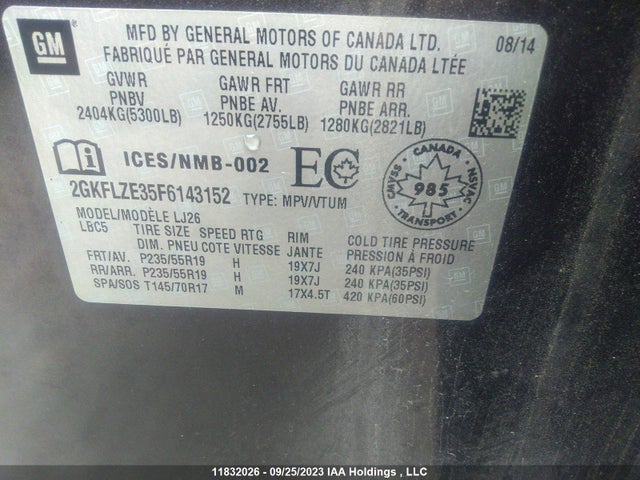 GM
MFD BY GENERAL MOTORS OF CANADA LTD. 08/14
FABRIQUÉ PAR GENERAL MOTORS DU CANADA LTÉE
GVWR GAWR FRT GAWR RR
PNBV PNBE AV. PNBE ARR.
2404KG(5300LB) 1250KG(2755LB) 1280KG(2821LB)
ICES/NMB-002 EC
CANADA NSVAC 985 TRANSPORT
2GKFLZE35F6143152 TYPE: MPV/VTUM
MODEL/MODÈLE LJ26
LBC5 TIRE SIZE SPEED RTG RIM COLD TIRE PRESSURE
DIM. PNEU COTE VITESSE JANTE PRESSION À FROID
FRT/AV. P235/55R19 H 19X7J 240 KPA(35PSI)
RR/ARR. P235/55R19 H 19X7J 240 KPA(35PSI)
SPA/SOS T145/70R17 M 17X4.5T 420 KPA(60PSI)
11832026 - 09/25/2023 IAA Holdings , LLC